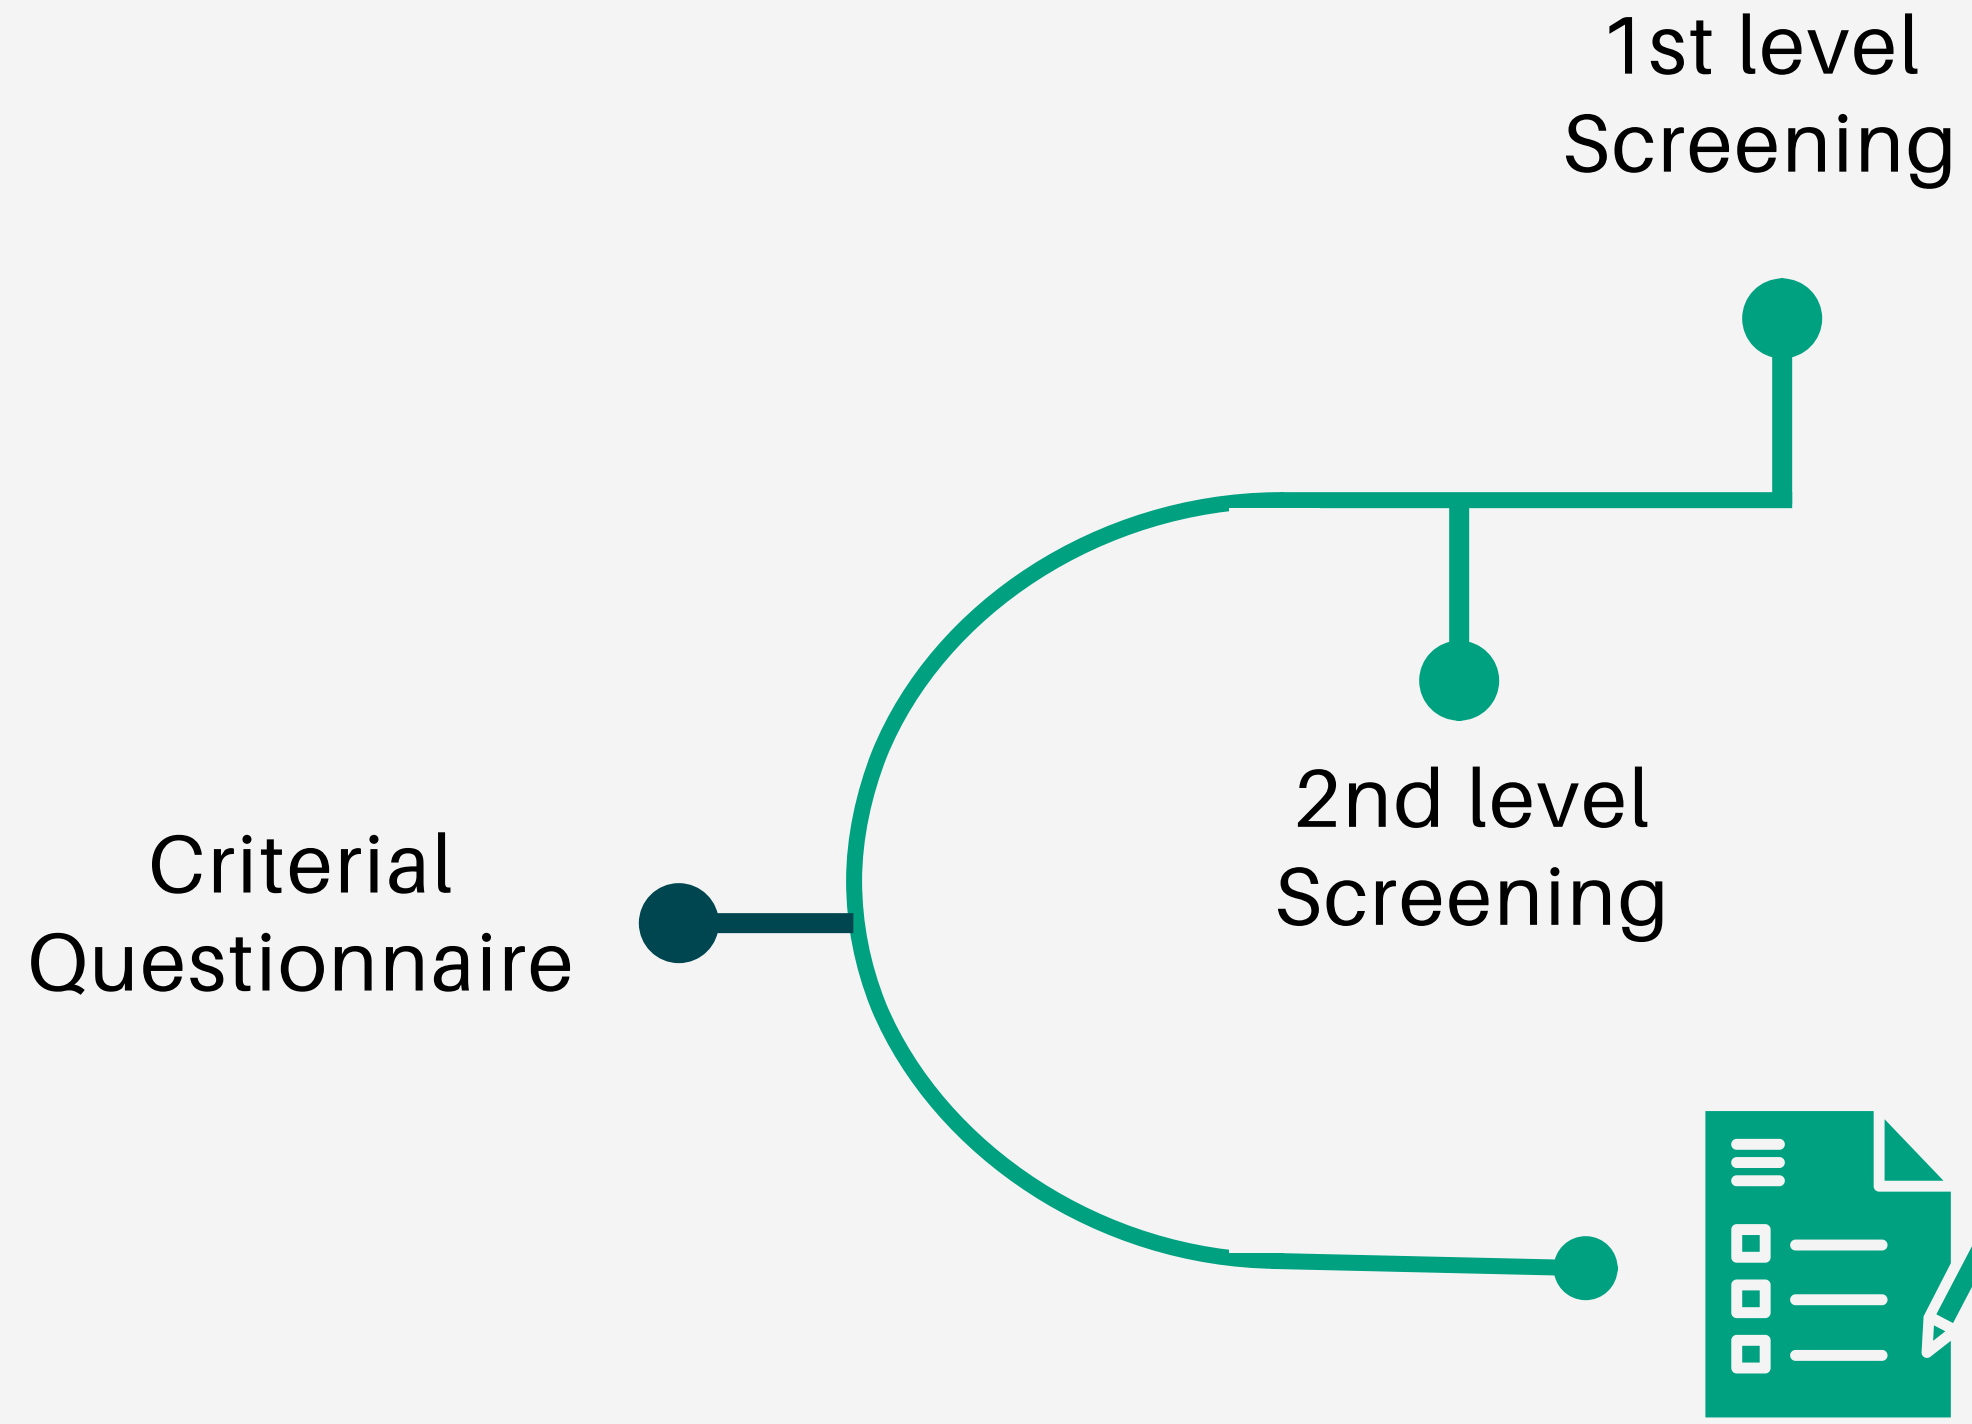 1st level
Screening
2nd level
Screening
Criterial
Questionnaire